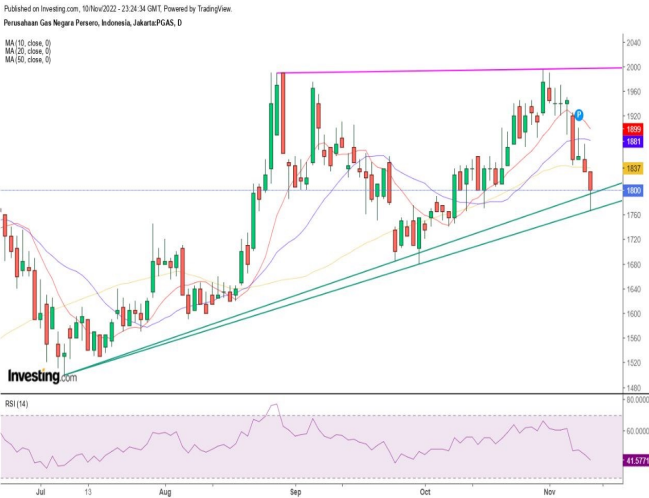 Published on Investing.com, 10/Nov/2022 - 23:24:34 GMT, Powered by TradingView.
Perusahaan Gas Negara Persero, Indonesia, Jakarta:PGAS, D
MA (10, close, 0)
MA (20, close, 0)
MA (50, close, 0)
2040
2000
1960
1920
P
1899
1881
1837
1800
1760
1720
1680
1640
1600
1560
1520
1480
Investing.com
RSI (14)
80.0000
60.0000
41.5771
Jul
13
Aug
Sep
Oct
Nov